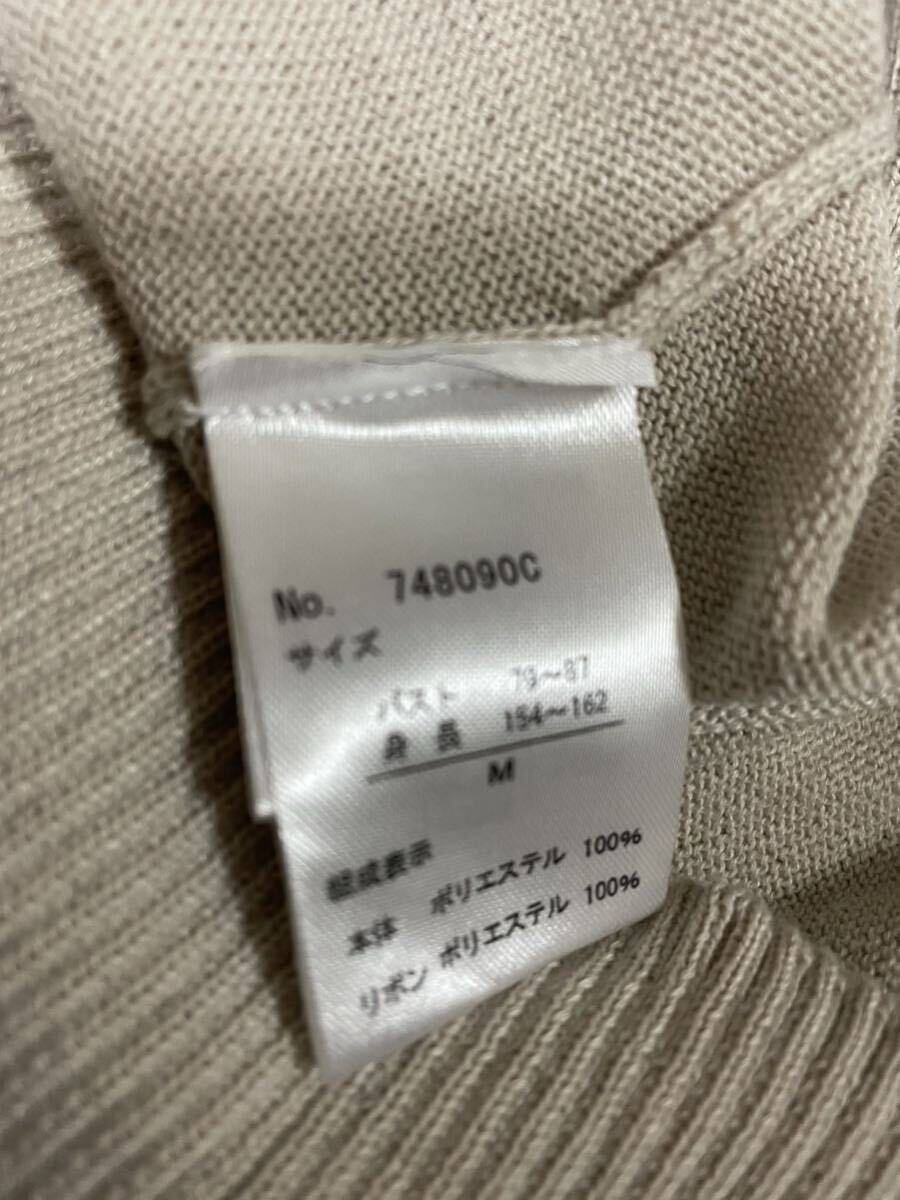 No. 748090C
サイズ
バスト 79～87
身長 154～162
M
組成表示
本体 ポリエステル 100%
リボン ポリエステル 100%